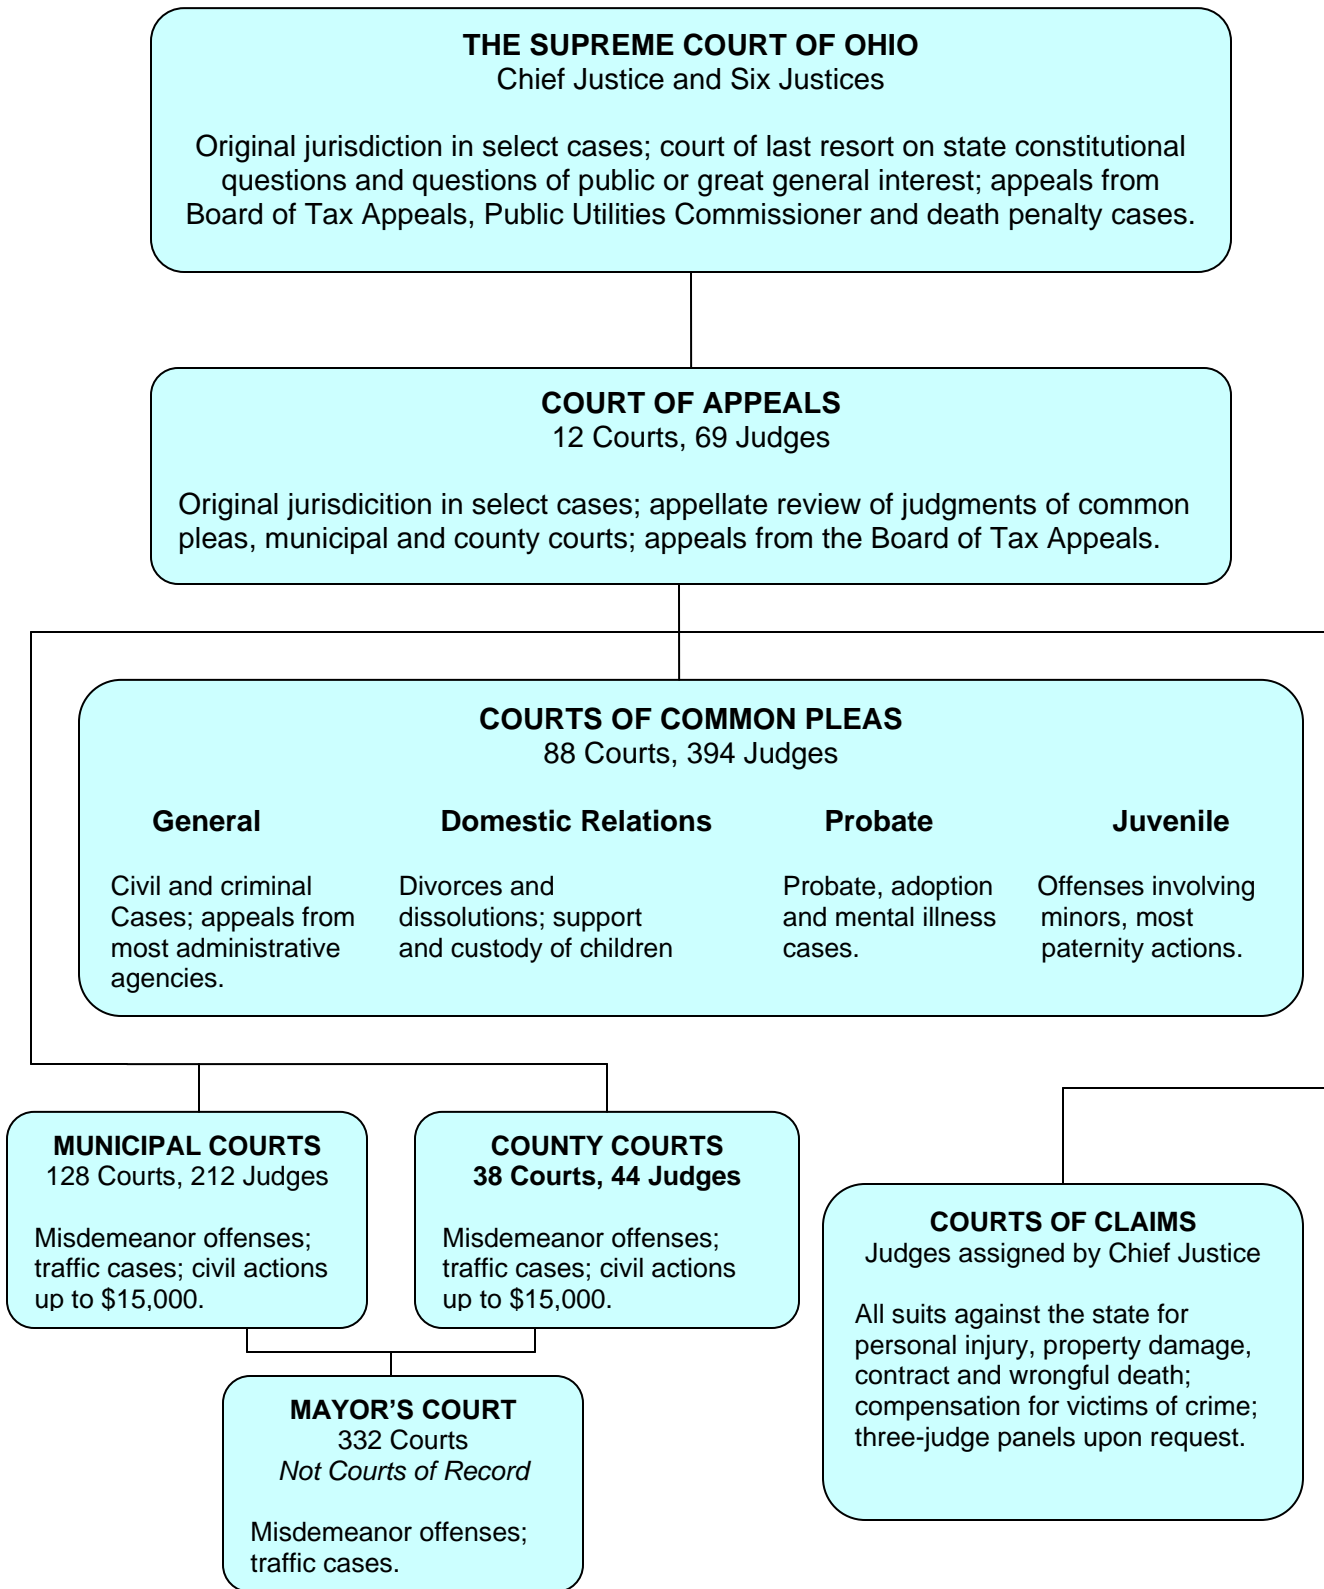 THE SUPREME COURT OF OHIO
Chief Justice and Six Justices
Original jurisdiction in select cases; court of last resort on state constitutional
questions and questions of public or great general interest; appeals from
Board of Tax Appeals, Public Utilities Commissioner and death penalty cases.
COURT OF APPEALS
12 Courts, 69 Judges
Original jurisdicition in select cases; appellate review of judgments of common
pleas, municipal and county courts; appeals from the Board of Tax Appeals.
COURTS OF COMMON PLEAS
88 Courts, 394 Judges
General
Civil and criminal
Cases; appeals from
most administrative
agencies.
Domestic Relations
Divorces and
dissolutions; support
and custody of children
Probate
Probate, adoption
and mental illness
cases.
Juvenile
Offenses involving
minors, most
paternity actions.
MUNICIPAL COURTS
128 Courts, 212 Judges
Misdemeanor offenses;
traffic cases; civil actions
up to $15,000.
COUNTY COURTS
38 Courts, 44 Judges
Misdemeanor offenses;
traffic cases; civil actions
up to $15,000.
COURTS OF CLAIMS
Judges assigned by Chief Justice
All suits against the state for
personal injury, property damage,
contract and wrongful death;
compensation for victims of crime;
three-judge panels upon request.
MAYOR’S COURT
332 Courts
Not Courts of Record
Misdemeanor offenses;
traffic cases.